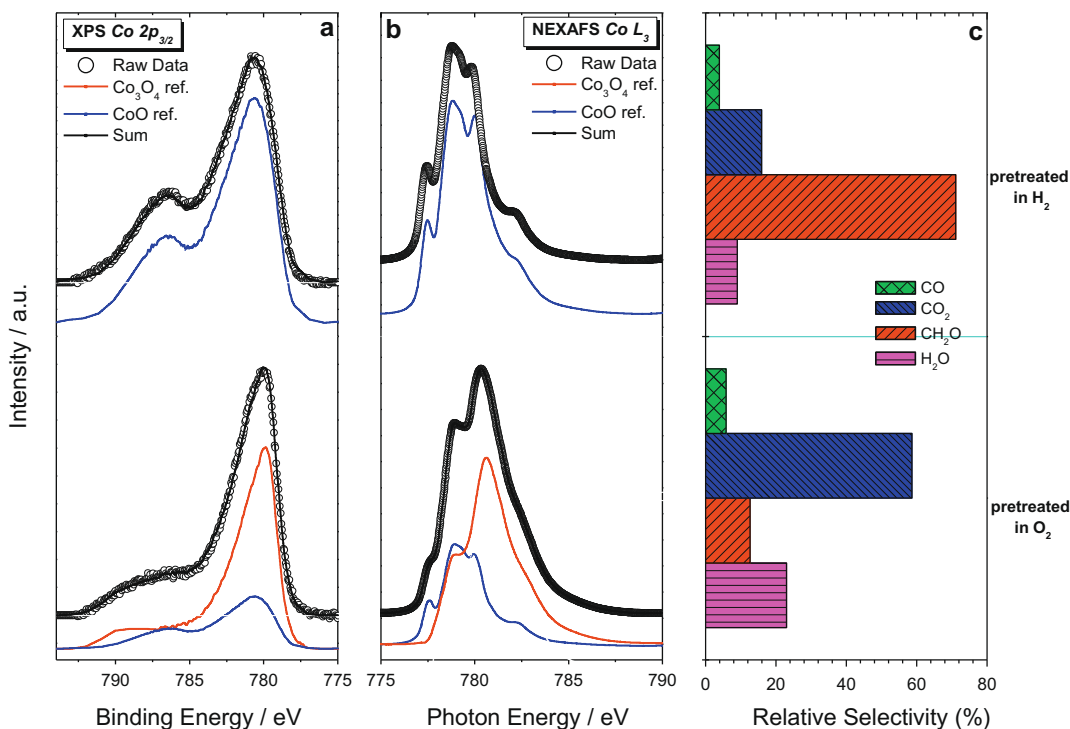 XPS Co 2p3/2
a
Raw Data
Co3O4 ref.
CoO ref.
Sum
b
NEXAFS Co L3
Raw Data
Co3O4 ref.
CoO ref.
Sum
c
pretreated
in H2
CO
CO2
CH2O
H2O
pretreated
in O2
Intensity / a.u.
790 785 780 775
Binding Energy / eV
775 780 785 790
Photon Energy / eV
0 20 40 60 80
Relative Selectivity (%)